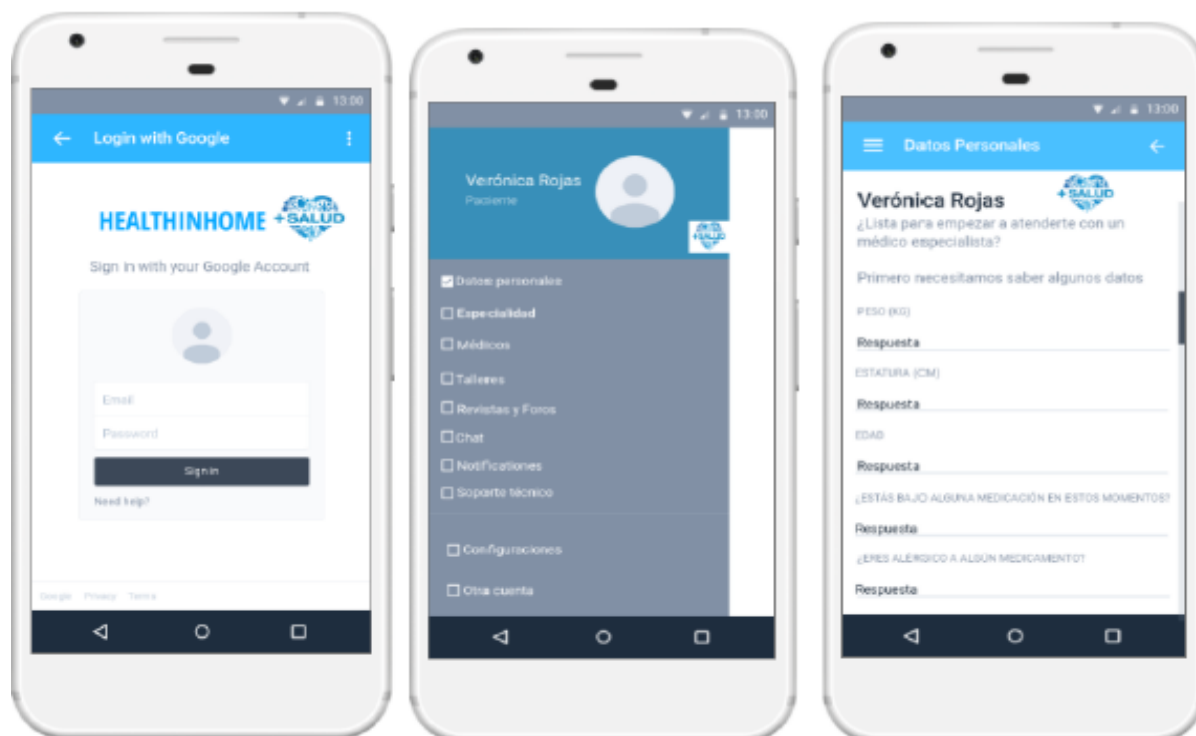 13:00
Login with Google
HEALTHINHOME +SALUD
Sign in with your Google Account
Email
Password
Sign in
Need help?
Google Privacy Terms
13:00
Verónica Rojas
Paciente
+SALUD
Datos personales
Especialidad
Médicos
Talleres
Revistas y Foros
Chat
Notificationes
Soporte técnico
Configuraciones
Otra cuenta
13:00
Datos Personales
+SALUD
Verónica Rojas
¿Lista para empezar a atenderte con un
médico especialista?
Primero necesitamos saber algunos datos
PESO (KG)
Respuesta
ESTATURA (CM)
Respuesta
EDAD
Respuesta
¿ESTÁS BAJO ALGUNA MEDICACIÓN EN ESTOS MOMENTOS?
Respuesta
¿ERES ALÉRGICO A ALGÚN MEDICAMENTO?
Respuesta